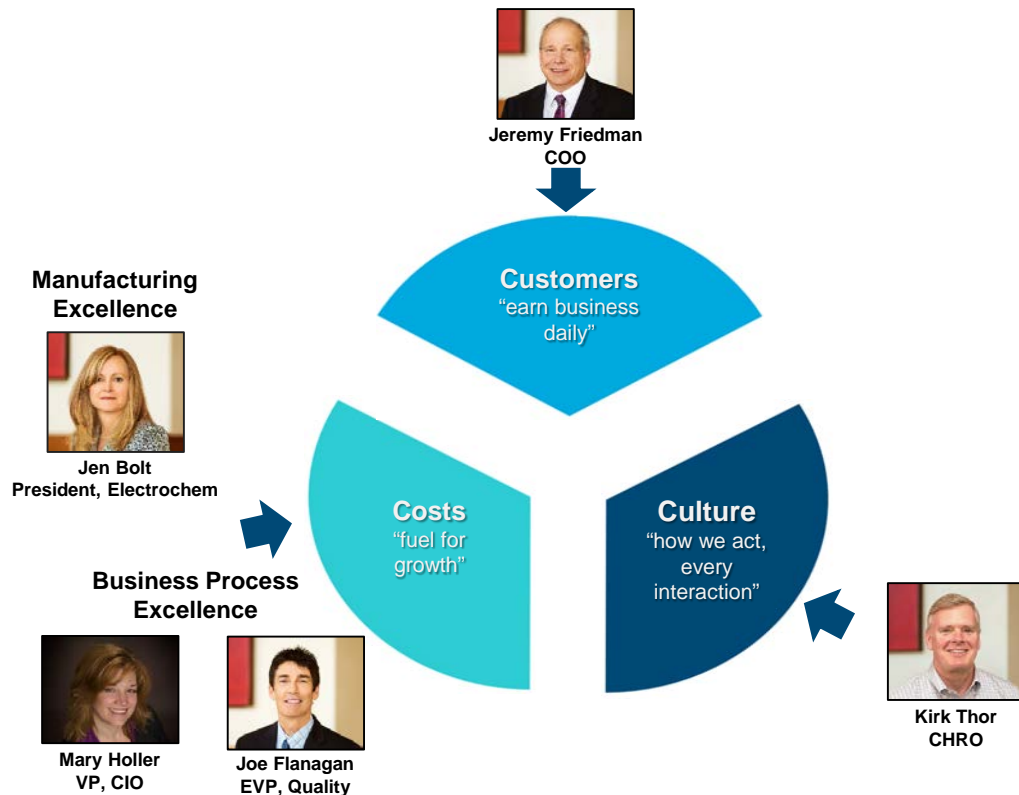 Jeremy Friedman
COO
Customers
“earn business
daily”
Manufacturing
Excellence
Jen Bolt
President, Electrochem
Costs
“fuel for
growth”
Culture
“how we act,
every
interaction”
Business Process
Excellence
Mary Holler
VP, CIO
Joe Flanagan
EVP, Quality
Kirk Thor
CHRO